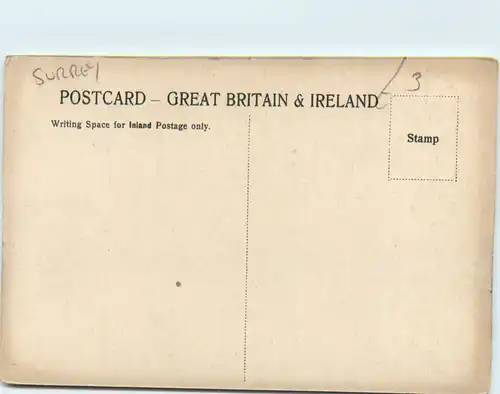 SURREY
3
POSTCARD – GREAT BRITAIN & IRELAND
Writing Space for Inland Postage only.
Stamp